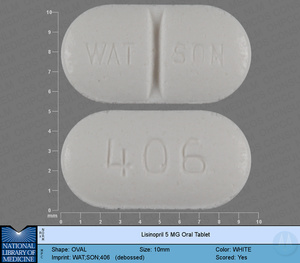 WAT SON
406
Lisinopril 5 MG Oral Tablet
Shape: OVAL Size: 10mm Color: WHITE
Imprint: WAT;SON;406 (debossed) Scored: Yes
NATIONAL
LIBRARY OF
MEDICINE
mm